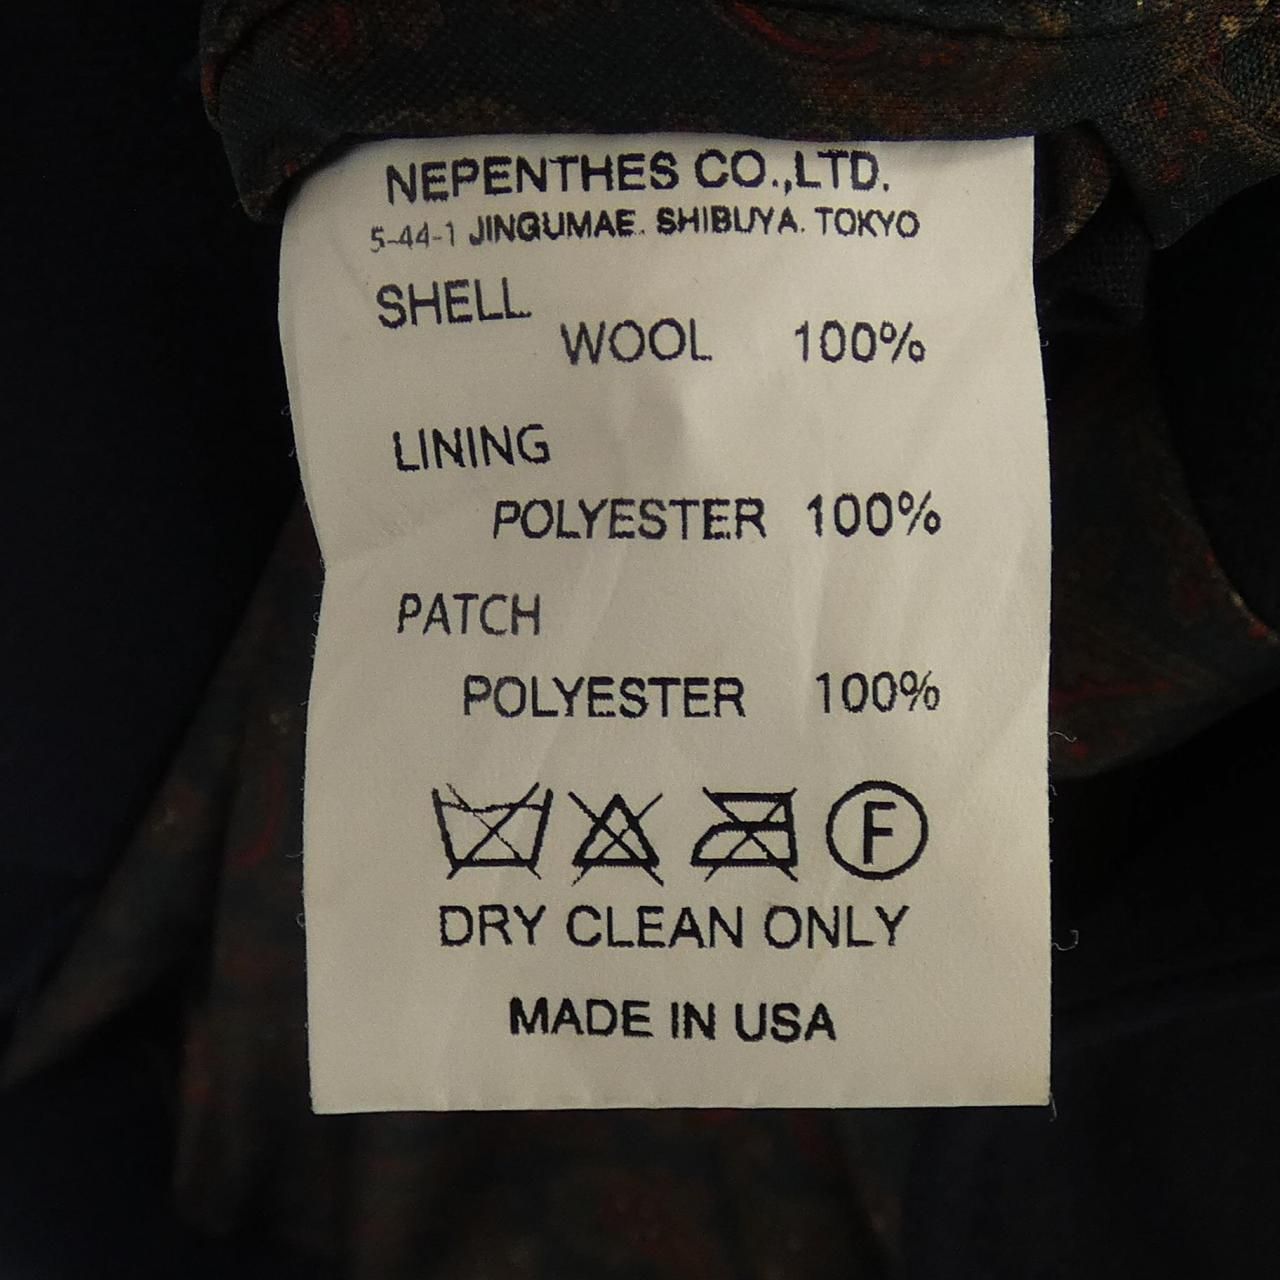 NEPENTHES CO.,LTD.
5-44-1 JINGUMAE. SHIBUYA. TOKYO
SHELL
WOOL 100%
LINING
POLYESTER 100%
PATCH
POLYESTER 100%
F
DRY CLEAN ONLY
MADE IN USA